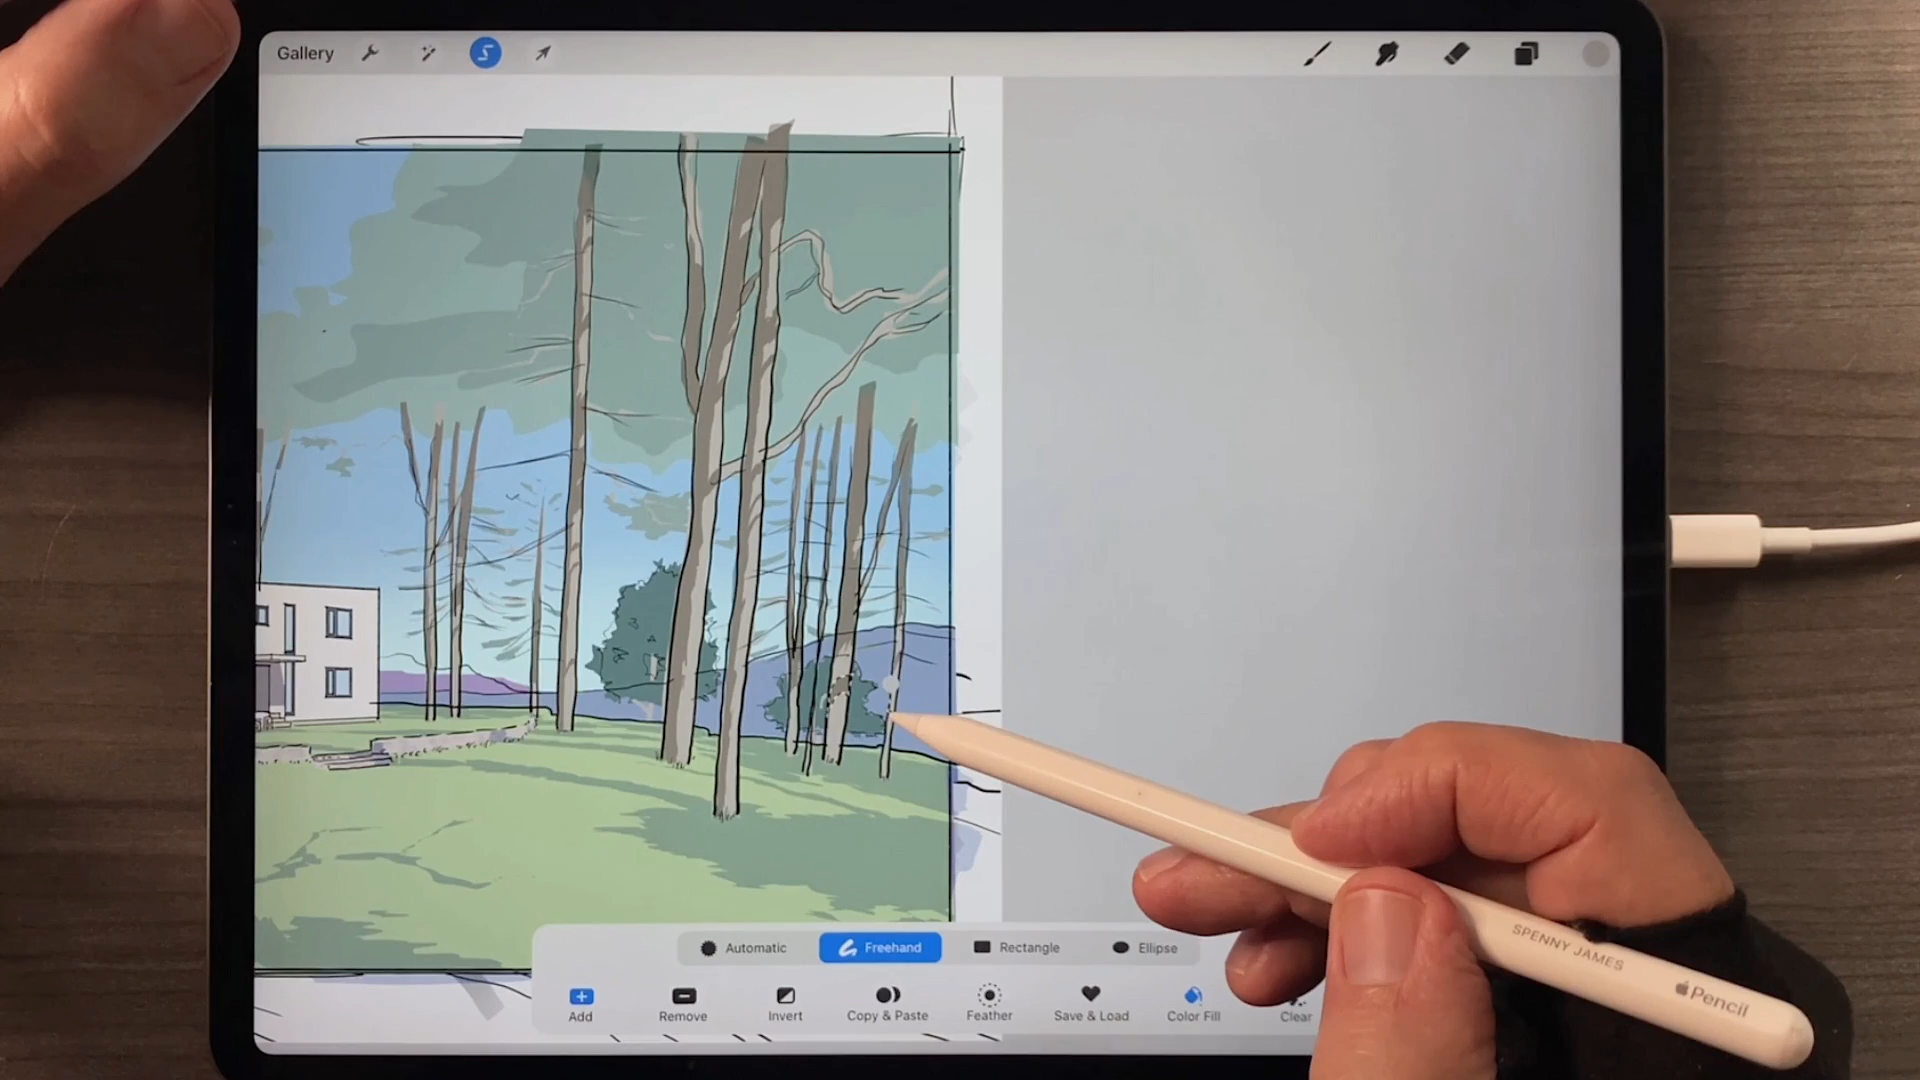 Gallery
Automatic Freehand Rectangle Ellipse
Add Remove Invert Copy & Paste Feather Save & Load Color Fill Clear
SPENNY JAMES
Pencil